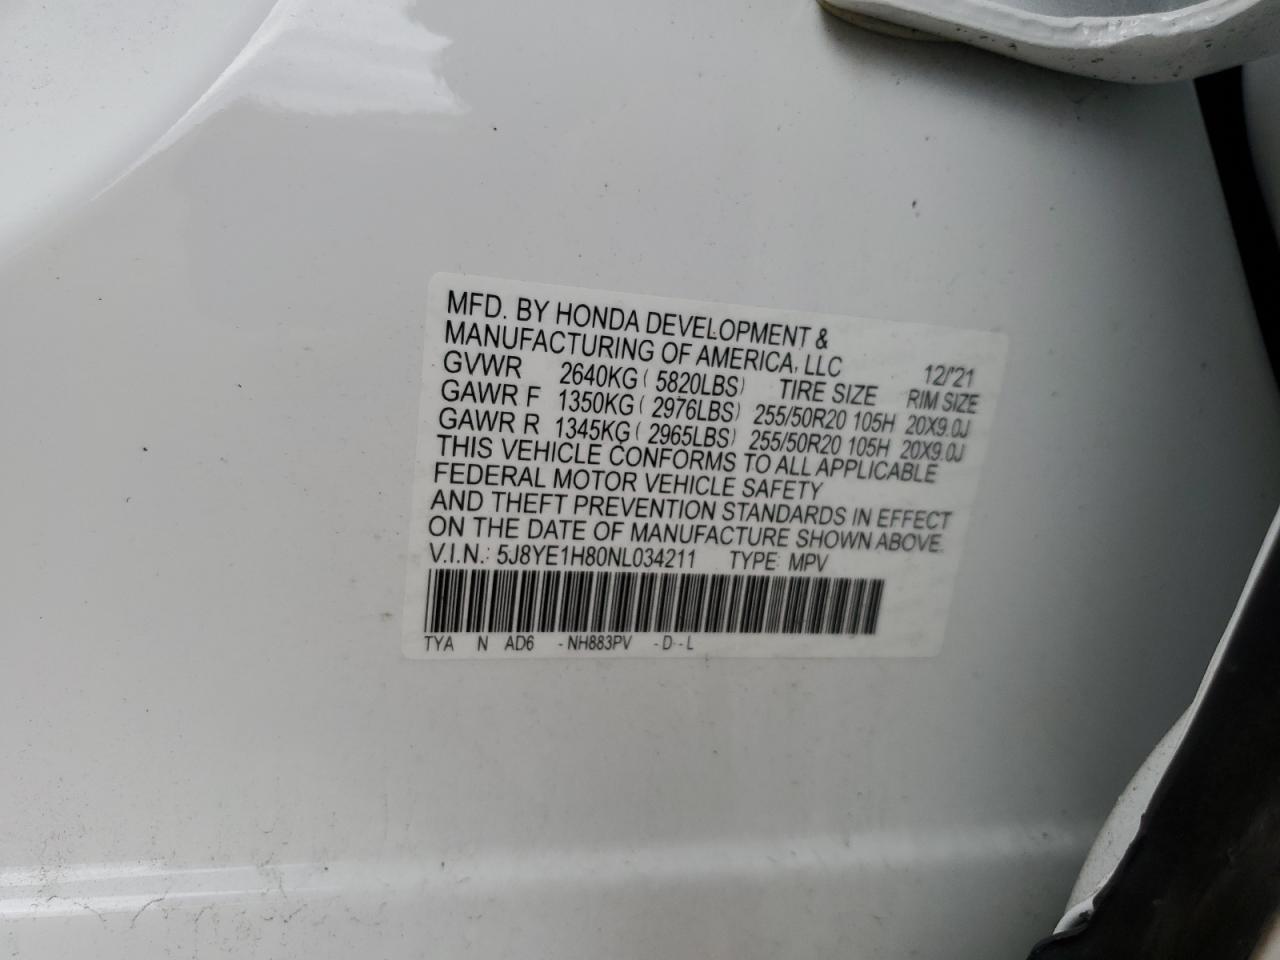 MFD. BY HONDA DEVELOPMENT &
MANUFACTURING OF AMERICA, LLC 12/'21
GVWR 2640KG ( 5820LBS) TIRE SIZE RIM SIZE
GAWR F 1350KG ( 2976LBS) 255/50R20 105H 20X9.0J
GAWR R 1345KG ( 2965LBS) 255/50R20 105H 20X9.0J
THIS VEHICLE CONFORMS TO ALL APPLICABLE
FEDERAL MOTOR VEHICLE SAFETY
AND THEFT PREVENTION STANDARDS IN EFFECT
ON THE DATE OF MANUFACTURE SHOWN ABOVE.
V.I.N.: 5J8YE1H80NL034211 TYPE: MPV
TYA N AD6 -NH883PV -D--L